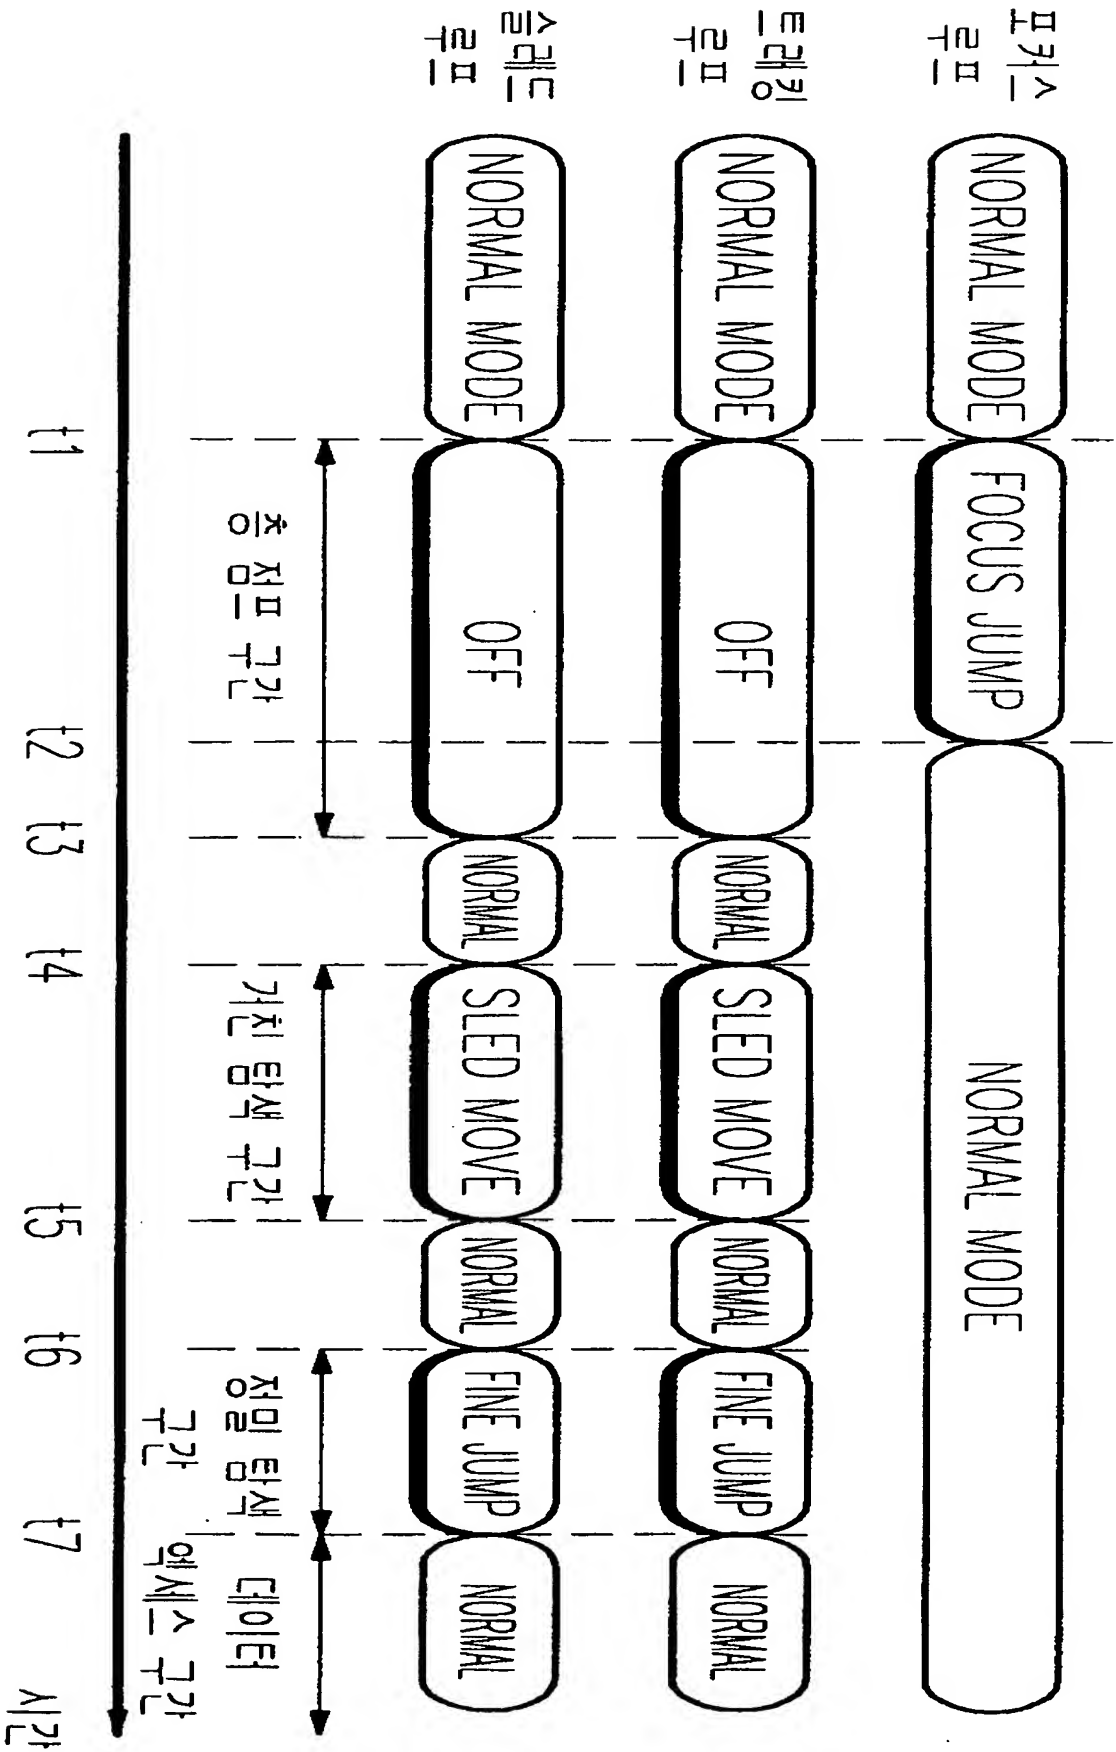 포커스
루프
NORMAL MODE
FOCUS JUMP
NORMAL MODE
트래킹
루프
NORMAL MODE
OFF
NORMAL
SLED MOVE
NORMAL
FINE JUMP
NORMAL
슬레드
루프
NORMAL MODE
OFF
NORMAL
SLED MOVE
NORMAL
FINE JUMP
NORMAL
층 점프 구간
거친 탐색 구간
정밀 탐색
구간
데이터
액세스 구간
t1
t2
t3
t4
t5
t6
t7
시간